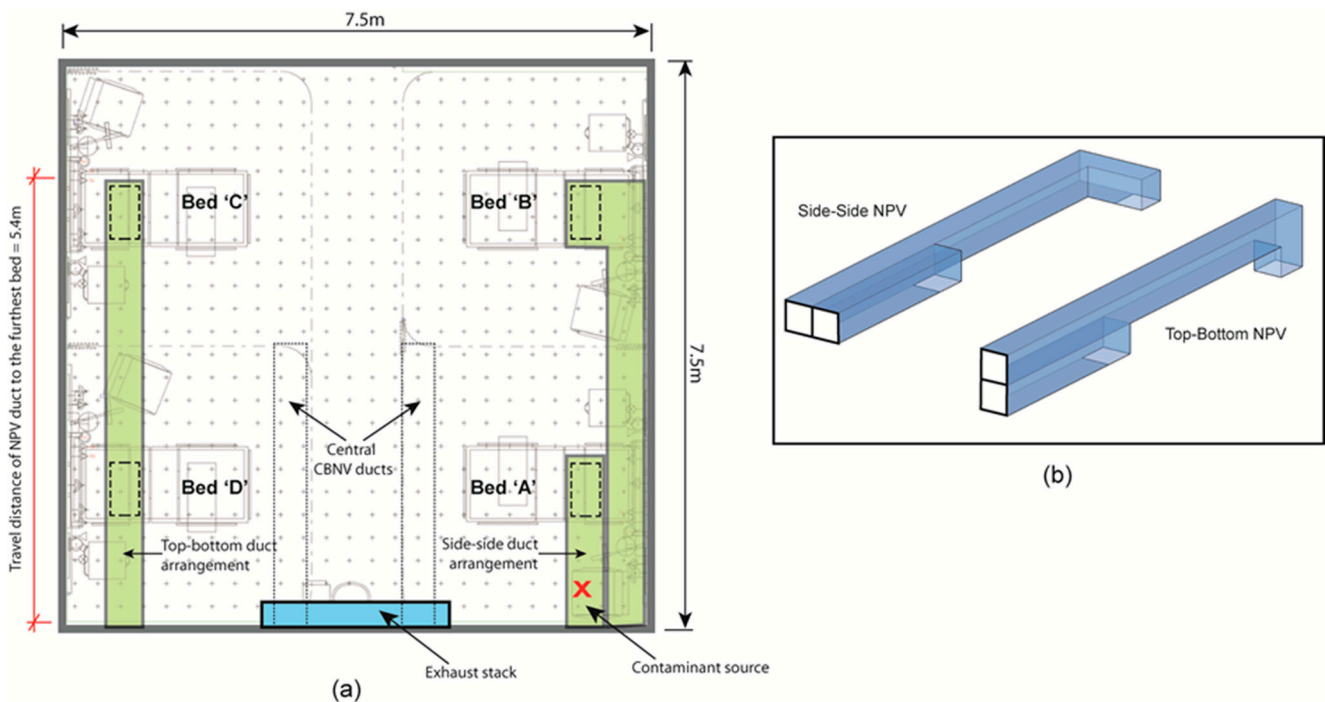 7.5m
Travel distance of NPV duct to the furthest bed = 5.4m
Bed 'C'
Bed 'B'
7.5m
Central
CBNV ducts
Bed 'D'
Bed 'A'
Top-bottom duct
arrangement
Side-side duct
arrangement
X
Exhaust stack
Contaminant source
(a)
Side-Side NPV
Top-Bottom NPV
(b)